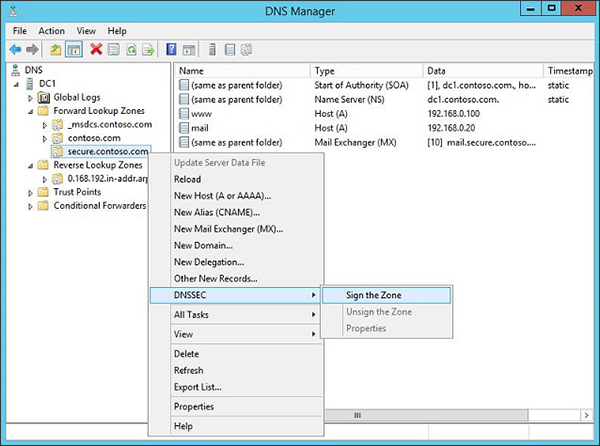 DNS Manager
File Action View Help
DNS
DC1
Global Logs
Forward Lookup Zones
_msdcs.contoso.com
contoso.com
secure.contoso.com
Reverse Lookup Zones
0.168.192.in-addr.arp
Trust Points
Conditional Forwarders
Name Type Data Timestamp
(same as parent folder) Start of Authority (SOA) [1], dc1.contoso.com., ho... static
(same as parent folder) Name Server (NS) dc1.contoso.com. static
www Host (A) 192.168.0.100
mail Host (A) 192.168.0.20
(same as parent folder) Mail Exchanger (MX) [10] mail.secure.contoso....
Update Server Data File
Reload
New Host (A or AAAA)...
New Alias (CNAME)...
New Mail Exchanger (MX)...
New Domain...
New Delegation...
Other New Records...
DNSSEC
All Tasks
View
Delete
Refresh
Export List...
Properties
Help
Sign the Zone
Unsign the Zone
Properties